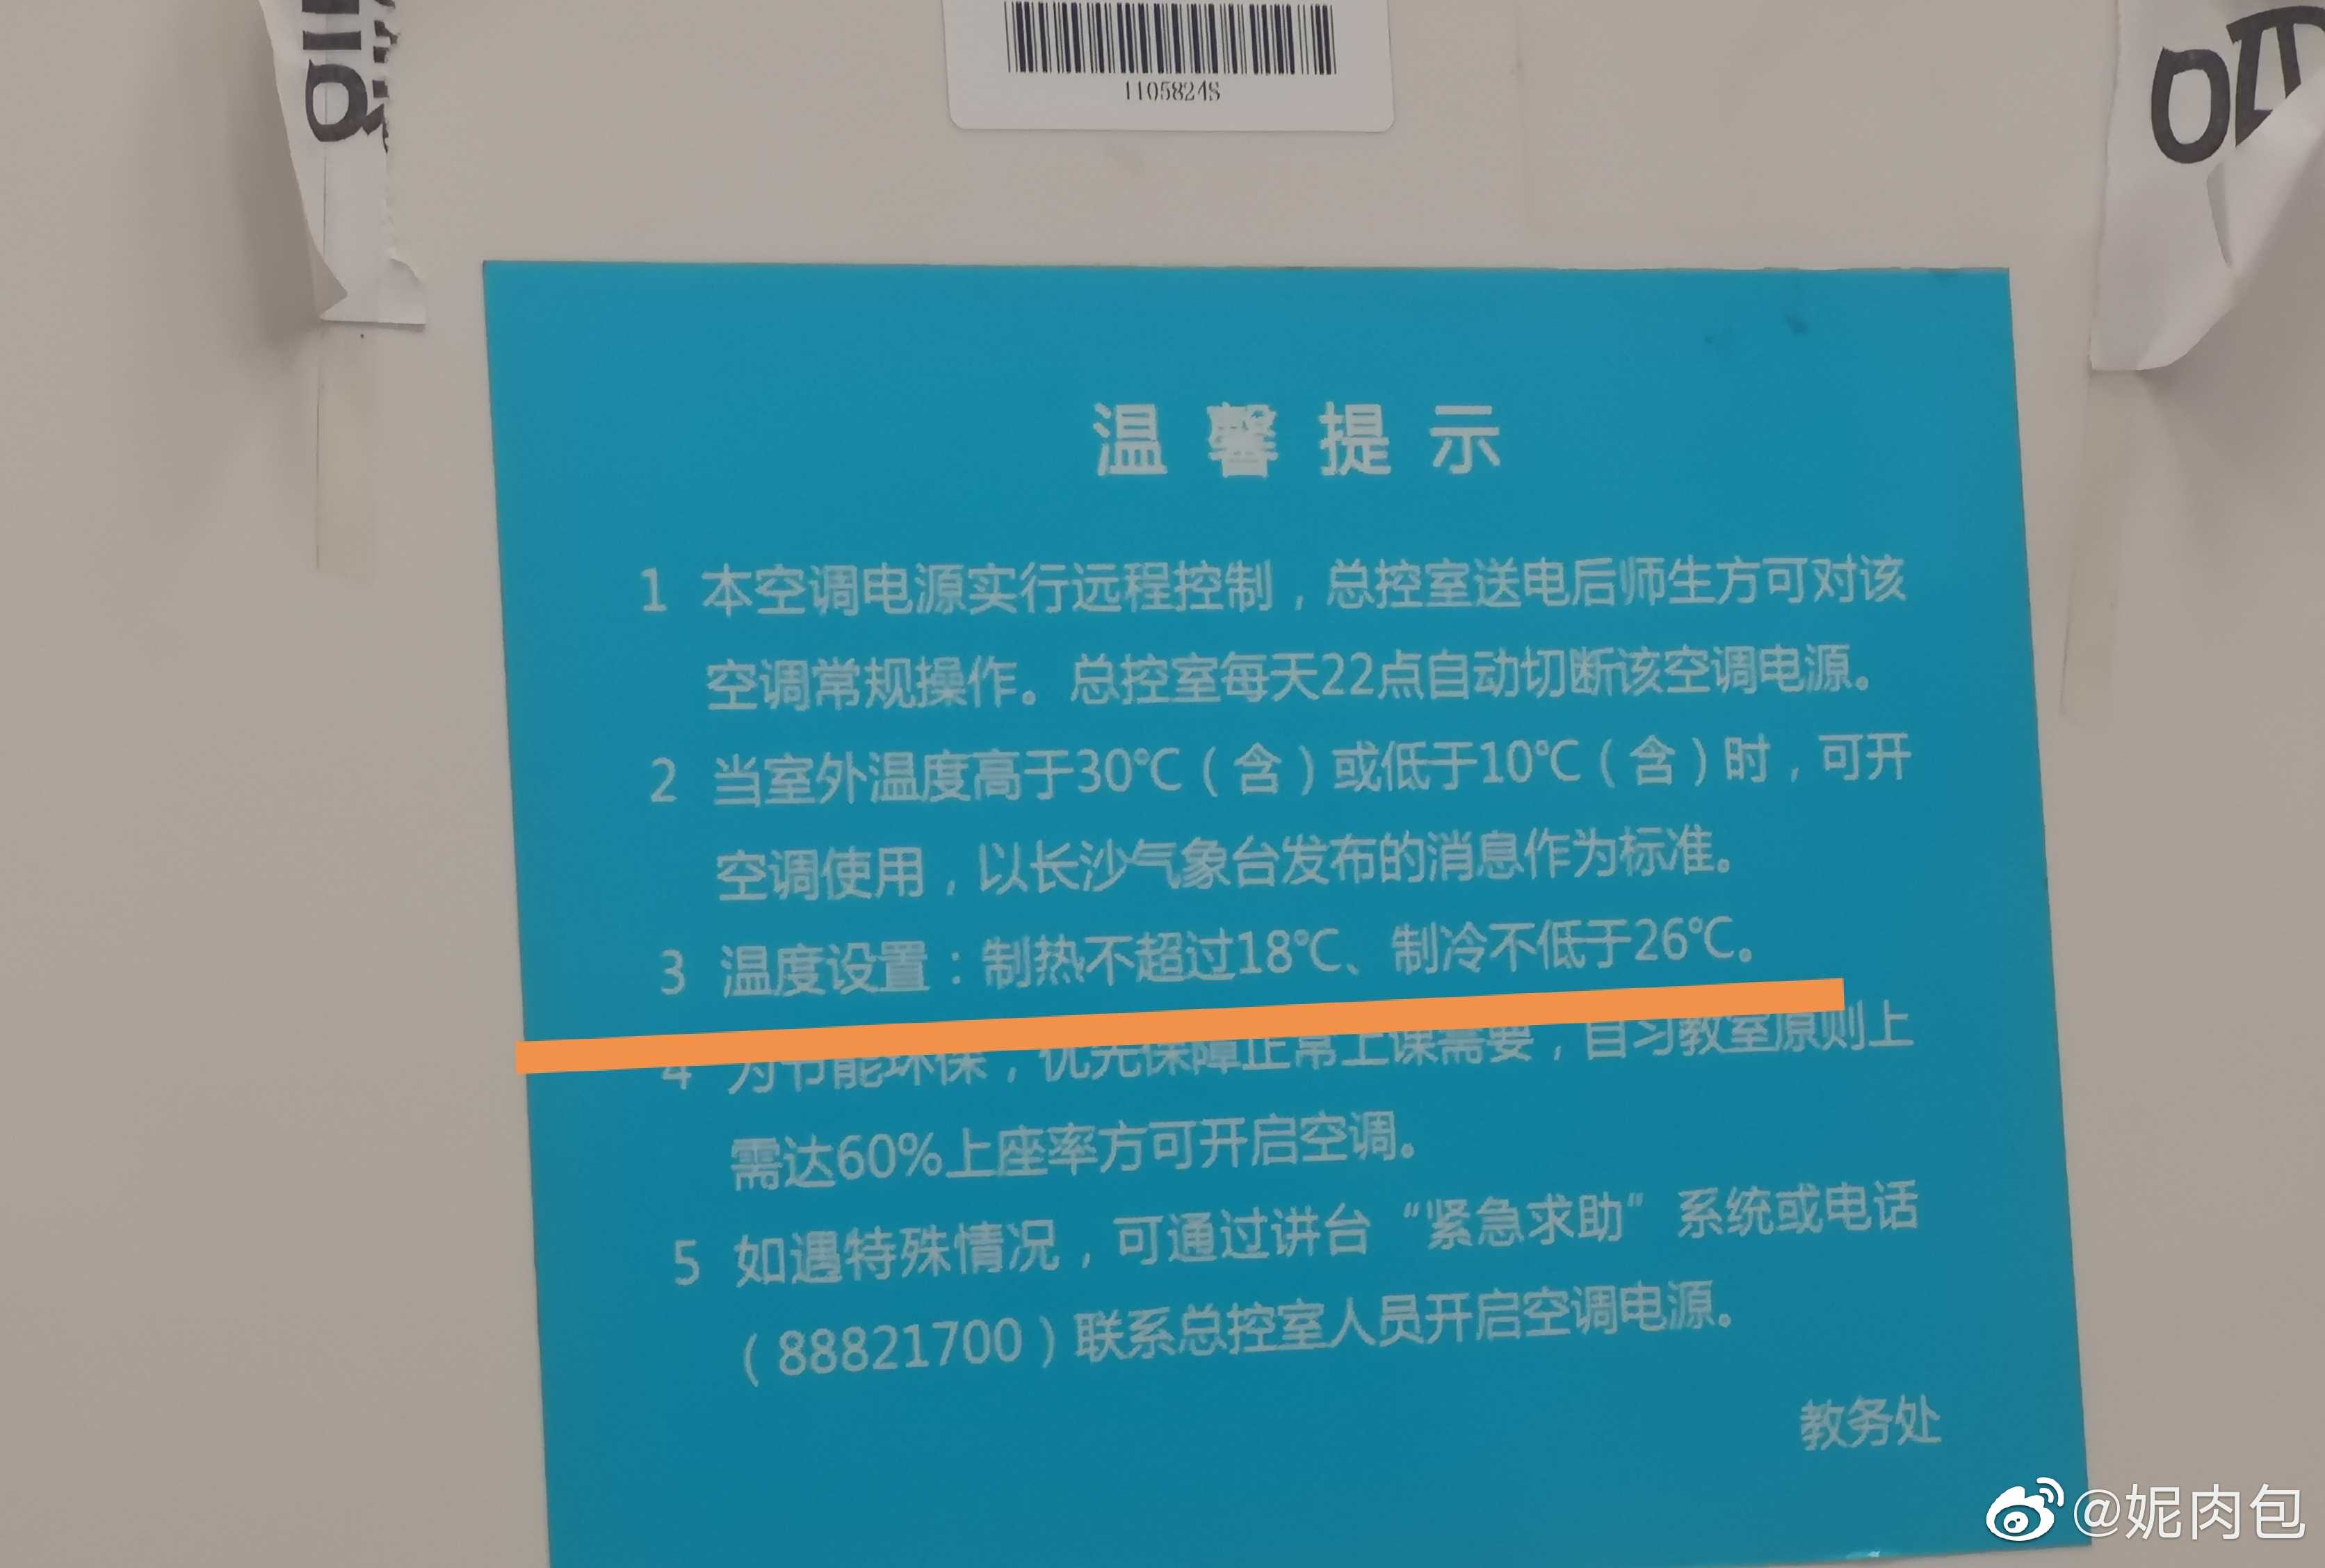 1105824S
温馨提示
1 本空调电源实行远程控制，总控室送电后师生方可对该
空调常规操作。总控室每天22点自动切断该空调电源。
2 当室外温度高于30℃（含）或低于10℃（含）时，可开
空调使用，以长沙气象台发布的消息作为标准。
3 温度设置：制热不超过18℃、制冷不低于26℃。
4 为节能环保，优先保障正常上课需要，自习教室原则上
需达60%上座率方可开启空调。
5 如遇特殊情况，可通过讲台“紧急求助”系统或电话
（88821700）联系总控室人员开启空调电源。
教务处
@妮肉包